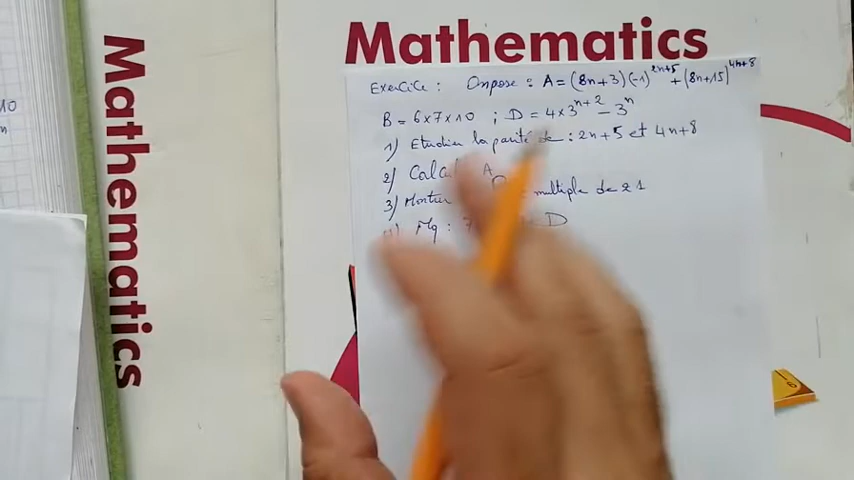 Mathematics
Mathematics
Exercice : On pose : A = (8n+3)(-1)^{2n+5} + (8n+15)^{4n+8}
B = 6×7×10 ; D = 4×3^{n+2} - 3^n
1) Etudier la parité de : 2n+5 et 4n+8
2) A
3) Montrer multiple de 21
Mq : 7 D
10